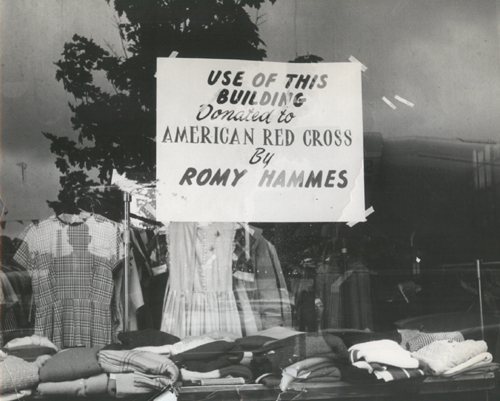 USE OF THIS
BUILDING
Donated to
AMERICAN RED CROSS
By
ROMY HAMMES